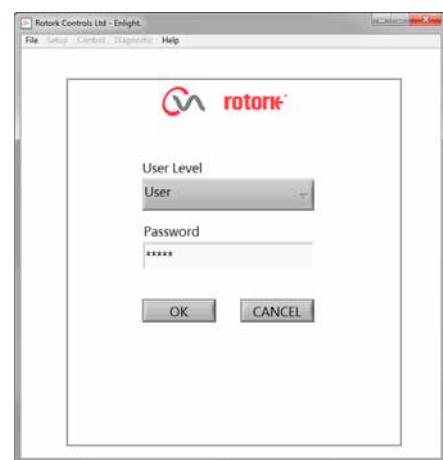 Rotork Controls Ltd - Enlight.
File Setup Control Diagnostic Help
rotork
User Level
User
Password
*****
OK CANCEL